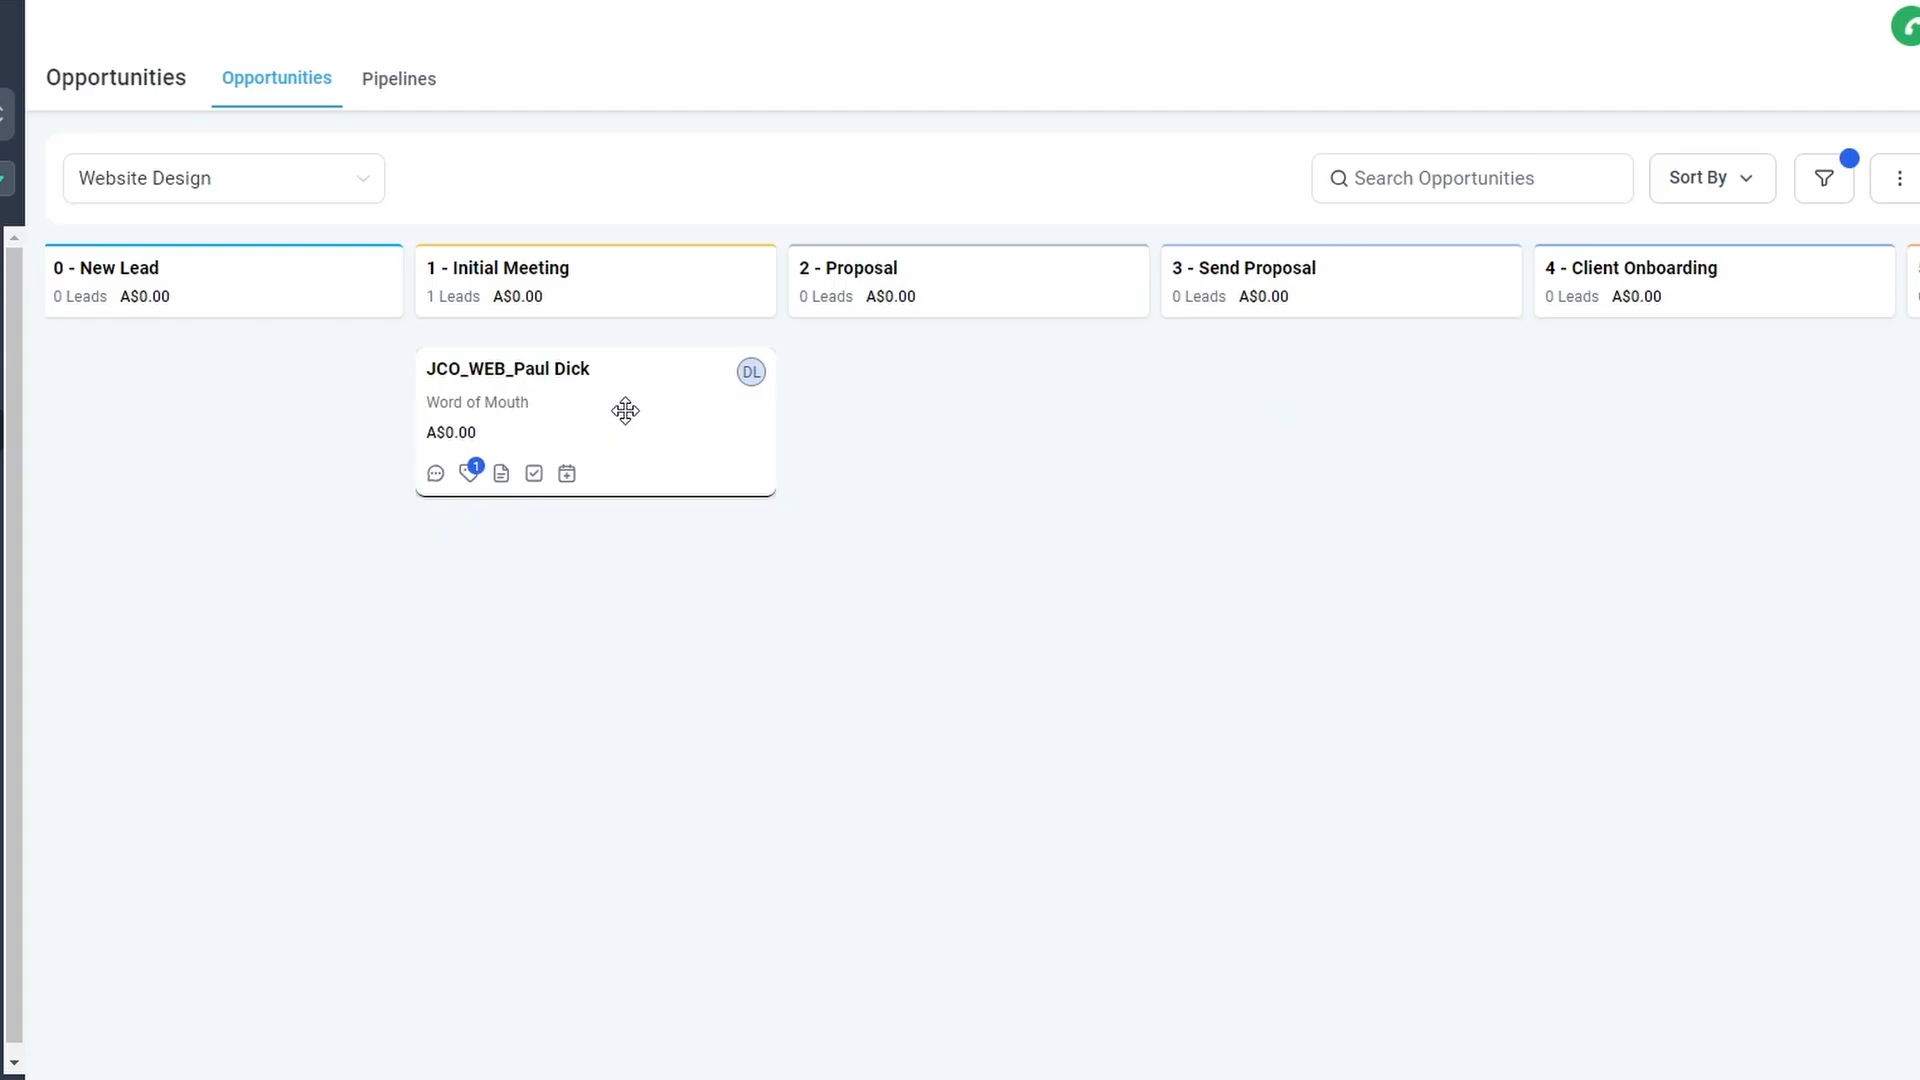 Opportunities
Opportunities
Pipelines
Website Design
Search Opportunities
Sort By
0 - New Lead
0 Leads A$0.00
1 - Initial Meeting
1 Leads A$0.00
2 - Proposal
0 Leads A$0.00
3 - Send Proposal
0 Leads A$0.00
4 - Client Onboarding
0 Leads A$0.00
JCO_WEB_Paul Dick
DL
Word of Mouth
A$0.00
1